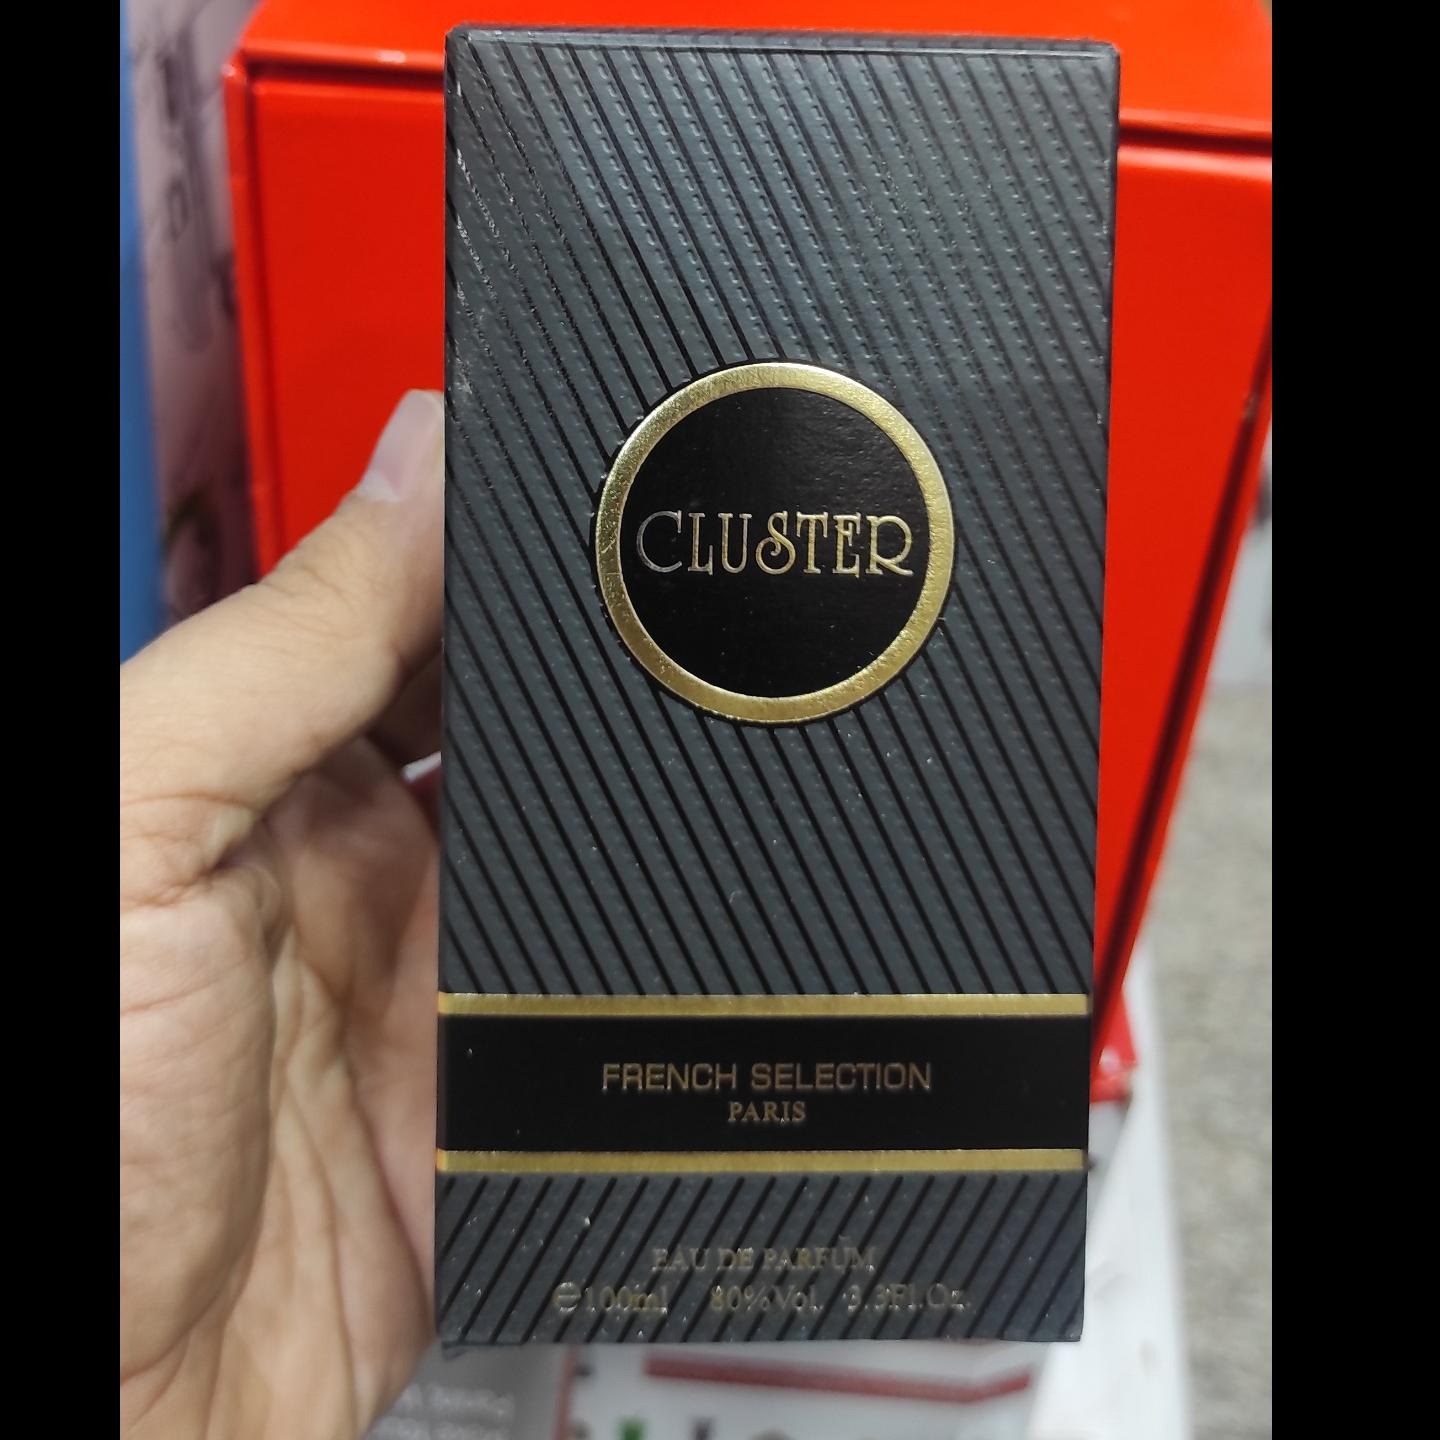 CLUSTER
FRENCH SELECTION
PARIS
EAU DE PARFUM
℮100ml 80%Vol. 3.3Fl.Oz.